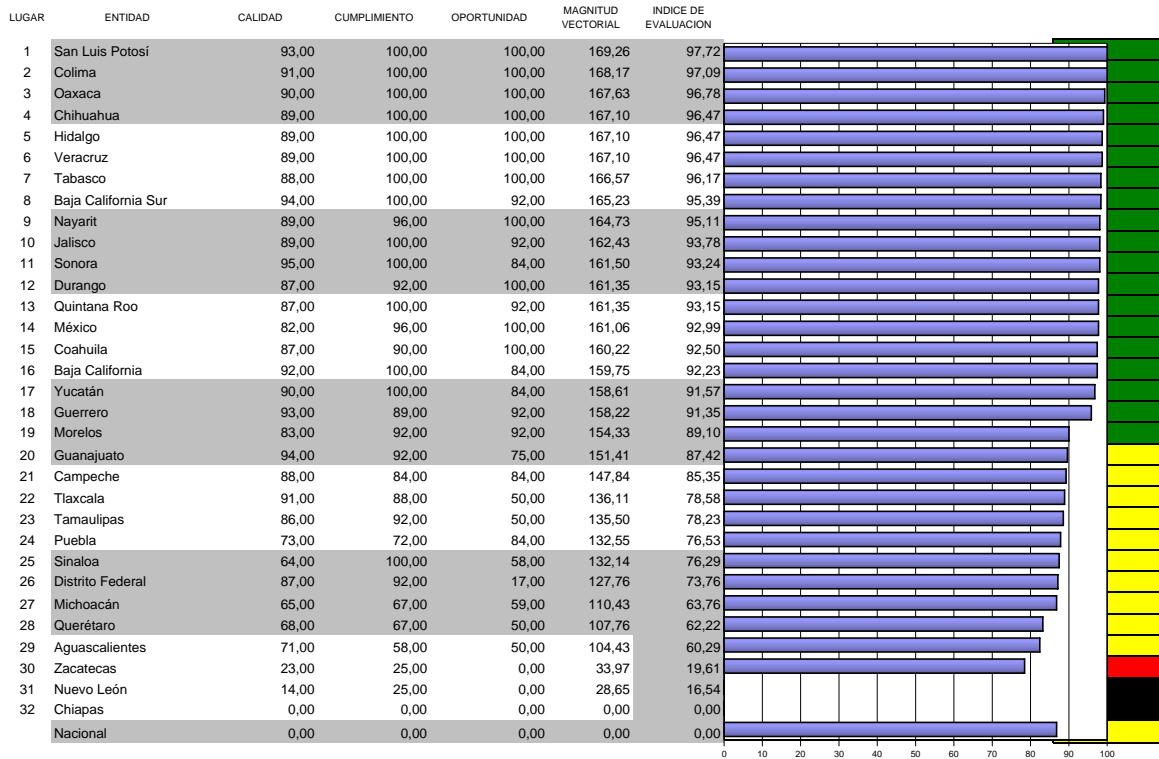 LUGAR ENTIDAD CALIDAD CUMPLIMIENTO OPORTUNIDAD MAGNITUD VECTORIAL INDICE DE EVALUACION
1 San Luis Potosí 93,00 100,00 100,00 169,26 97,72
2 Colima 91,00 100,00 100,00 168,17 97,09
3 Oaxaca 90,00 100,00 100,00 167,63 96,78
4 Chihuahua 89,00 100,00 100,00 167,10 96,47
5 Hidalgo 89,00 100,00 100,00 167,10 96,47
6 Veracruz 89,00 100,00 100,00 167,10 96,47
7 Tabasco 88,00 100,00 100,00 166,57 96,17
8 Baja California Sur 94,00 100,00 92,00 165,23 95,39
9 Nayarit 89,00 96,00 100,00 164,73 95,11
10 Jalisco 89,00 100,00 92,00 162,43 93,78
11 Sonora 95,00 100,00 84,00 161,50 93,24
12 Durango 87,00 92,00 100,00 161,35 93,15
13 Quintana Roo 87,00 100,00 92,00 161,35 93,15
14 México 82,00 96,00 100,00 161,06 92,99
15 Coahuila 87,00 90,00 100,00 160,22 92,50
16 Baja California 92,00 100,00 84,00 159,75 92,23
17 Yucatán 90,00 100,00 84,00 158,61 91,57
18 Guerrero 93,00 89,00 92,00 158,22 91,35
19 Morelos 83,00 92,00 92,00 154,33 89,10
20 Guanajuato 94,00 92,00 75,00 151,41 87,42
21 Campeche 88,00 84,00 84,00 147,84 85,35
22 Tlaxcala 91,00 88,00 50,00 136,11 78,58
23 Tamaulipas 86,00 92,00 50,00 135,50 78,23
24 Puebla 73,00 72,00 84,00 132,55 76,53
25 Sinaloa 64,00 100,00 58,00 132,14 76,29
26 Distrito Federal 87,00 92,00 17,00 127,76 73,76
27 Michoacán 65,00 67,00 59,00 110,43 63,76
28 Querétaro 68,00 67,00 50,00 107,76 62,22
29 Aguascalientes 71,00 58,00 50,00 104,43 60,29
30 Zacatecas 23,00 25,00 0,00 33,97 19,61
31 Nuevo León 14,00 25,00 0,00 28,65 16,54
32 Chiapas 0,00 0,00 0,00 0,00 0,00
Nacional 0,00 0,00 0,00 0,00 0,00
0 10 20 30 40 50 60 70 80 90 100